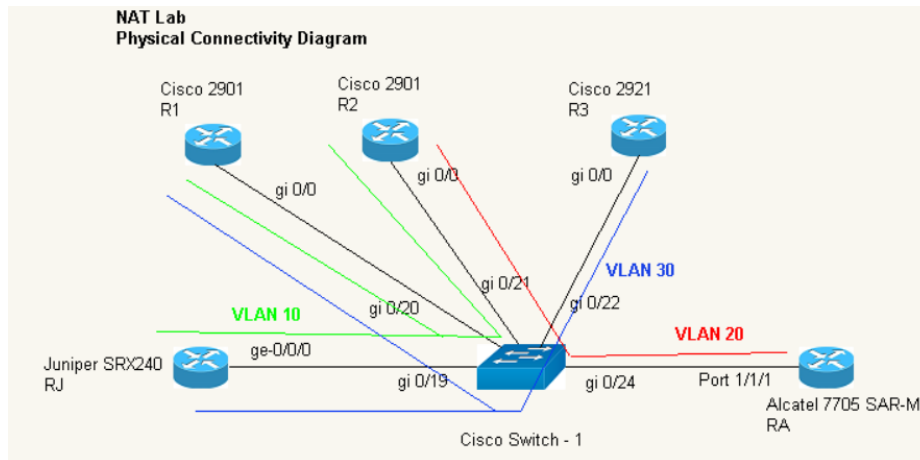 NAT Lab
Physical Connectivity Diagram
Cisco 2901
R1
Cisco 2901
R2
Cisco 2921
R3
gi 0/0
gi 0/0
gi 0/0
gi 0/21
gi 0/20
gi 0/22
VLAN 30
VLAN 10
VLAN 20
Juniper SRX240
RJ
ge-0/0/0
gi 0/19
gi 0/24
Port 1/1/1
Alcatel 7705 SAR-M
RA
Cisco Switch - 1